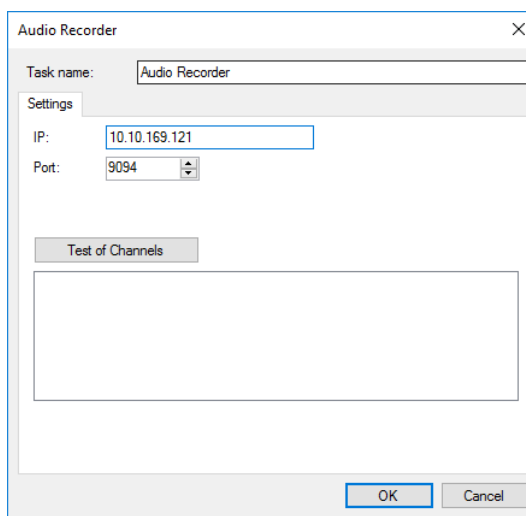 Audio Recorder
Task name: Audio Recorder
Settings
IP: 10.10.169.121
Port: 9094
Test of Channels
OK Cancel